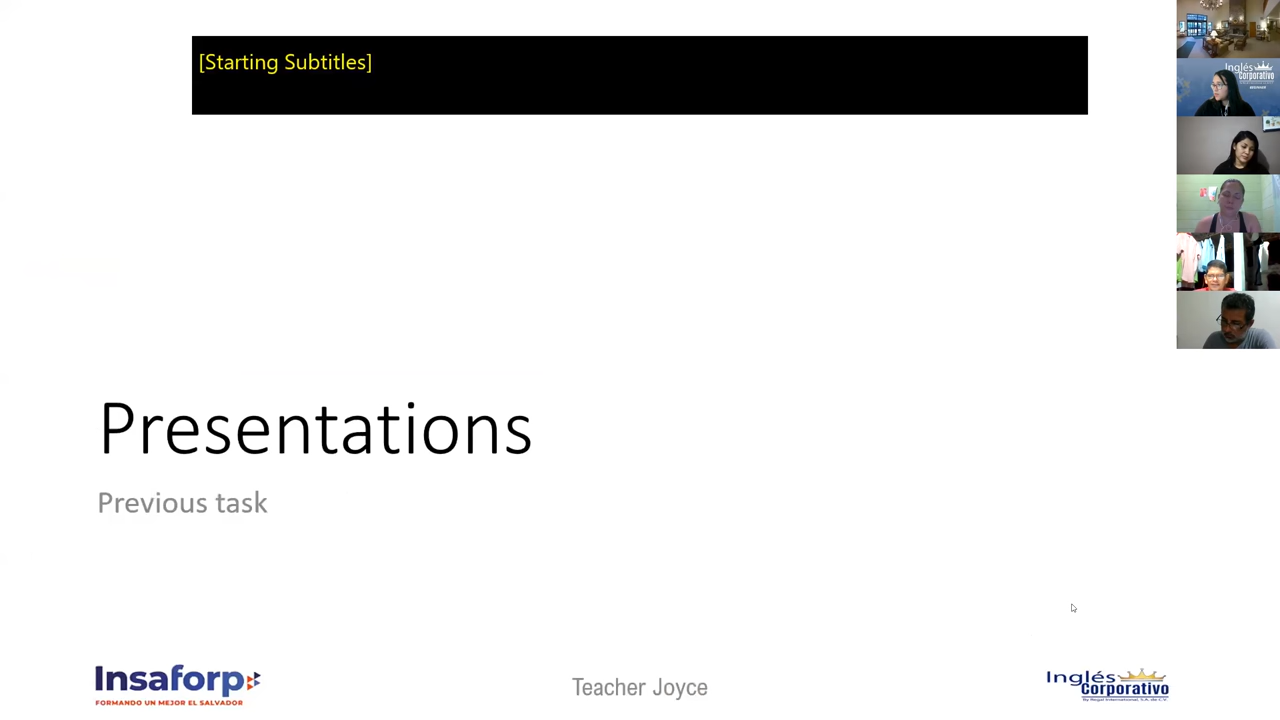 [Starting Subtitles]
Inglés
Corporativo
BEGINNER
Presentations
Previous task
Insaforp
FORMANDO UN MEJOR EL SALVADOR
Teacher Joyce
Inglés
Corporativo
By Regal International, S.A. de C.V.